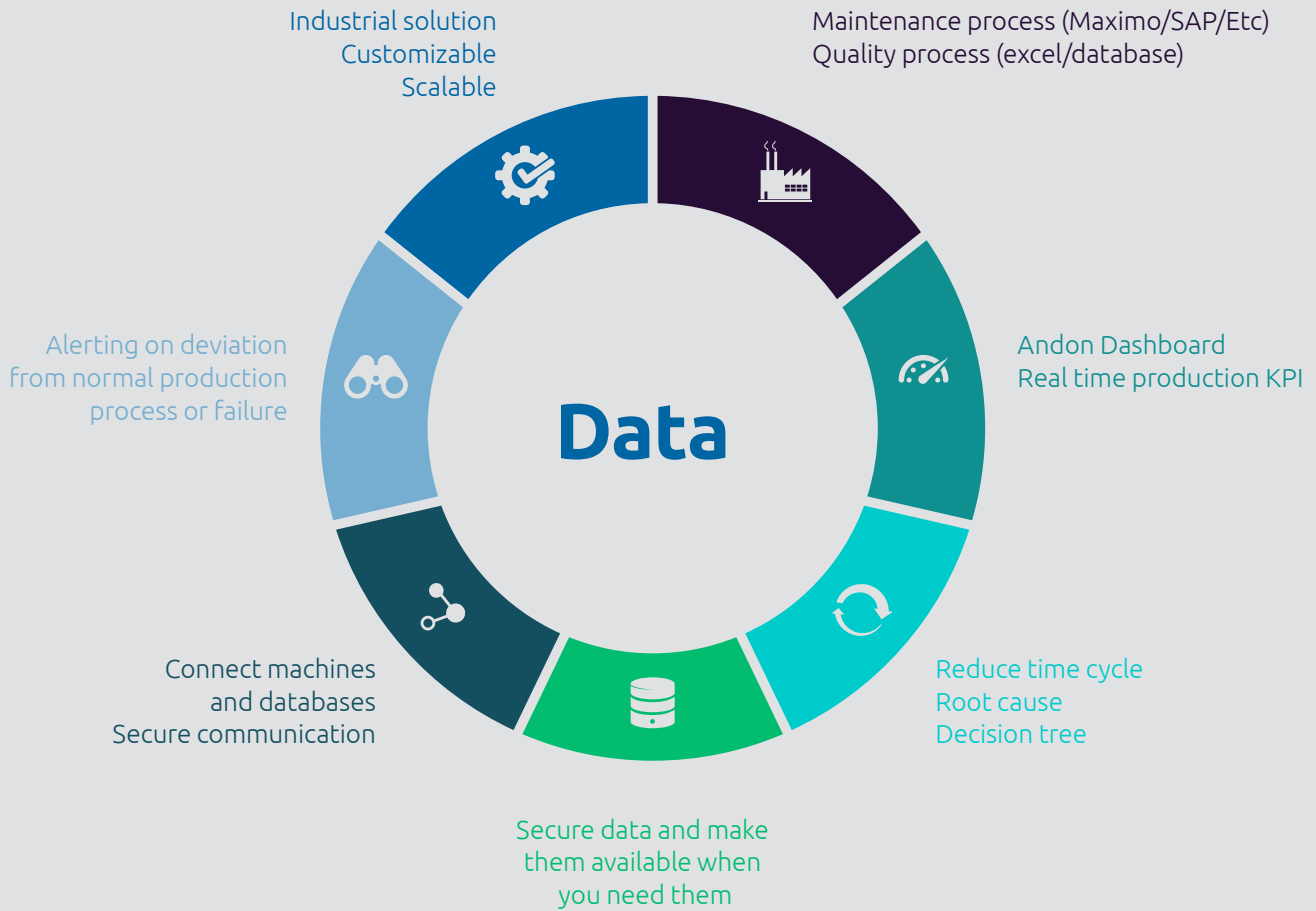 Industrial solution
Customizable
Scalable
Maintenance process (Maximo/SAP/Etc)
Quality process (excel/database)
Andon Dashboard
Real time production KPI
Alerting on deviation
from normal production
process or failure
Data
Reduce time cycle
Root cause
Decision tree
Connect machines
and databases
Secure communication
Secure data and make
them available when
you need them